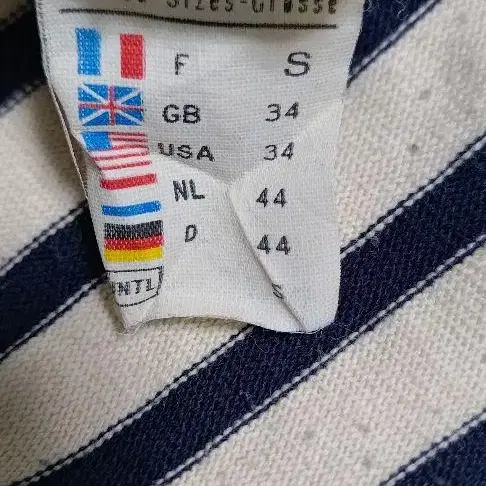 Sizes-Grösse
F S
GB 34
USA 34
NL 44
D 44
INTL S